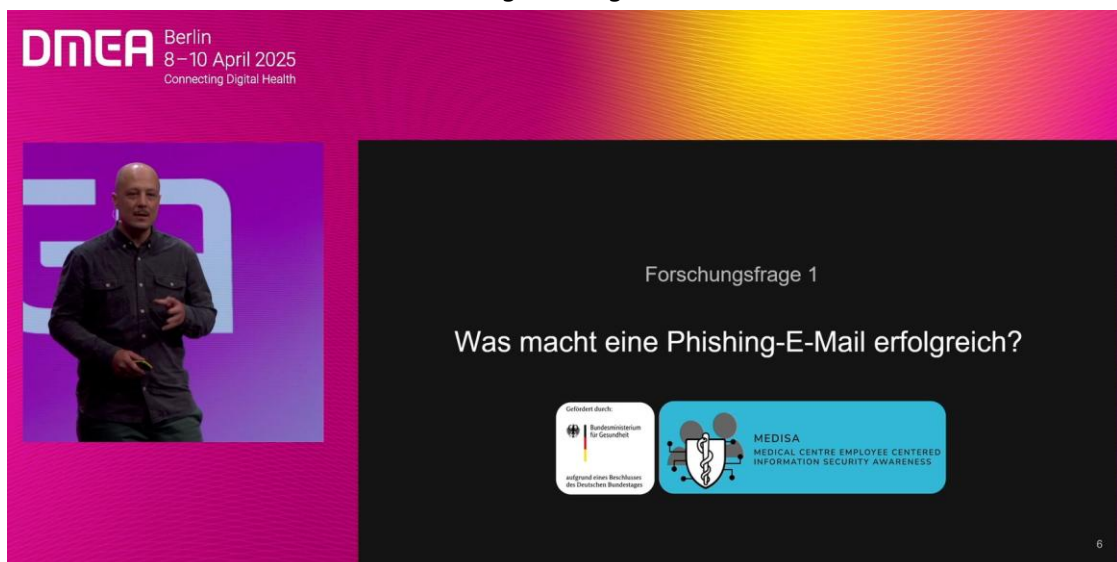 DMEA
Berlin
8–10 April 2025
Connecting Digital Health
Forschungsfrage 1
Was macht eine Phishing-E-Mail erfolgreich?
Gefördert durch:
Bundesministerium
für Gesundheit
aufgrund eines Beschlusses
des Deutschen Bundestages
MEDISA
MEDICAL CENTRE EMPLOYEE CENTERED
INFORMATION SECURITY AWARENESS
6